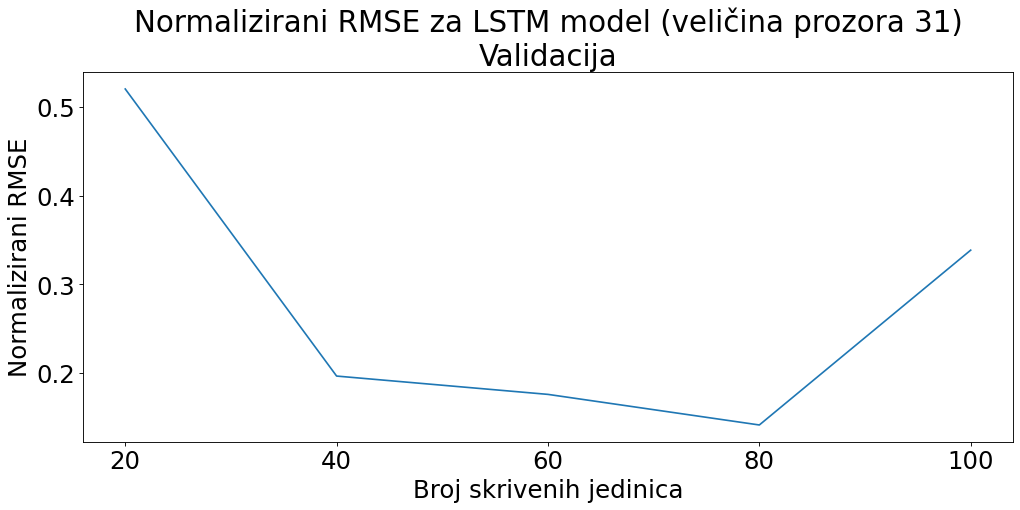 Normalizirani RMSE za LSTM model (veličina prozora 31)
Validacija
Normalizirani RMSE
0.5
0.4
0.3
0.2
20 40 60 80 100
Broj skrivenih jedinica